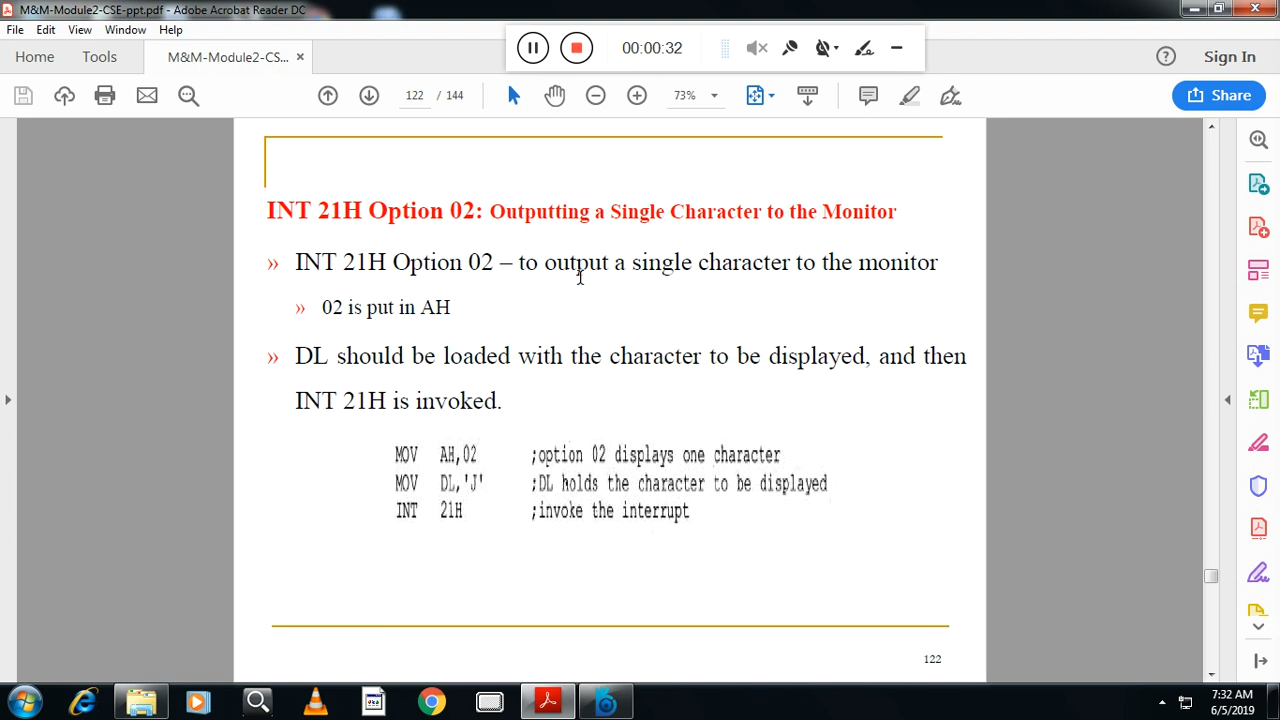 M&M-Module2-CSE-ppt.pdf - Adobe Acrobat Reader DC
File Edit View Window Help
00:00:32
Home Tools M&M-Module2-CS... × Sign In
122 / 144 73% Share
INT 21H Option 02: Outputting a Single Character to the Monitor
» INT 21H Option 02 – to output a single character to the monitor
» 02 is put in AH
» DL should be loaded with the character to be displayed, and then
INT 21H is invoked.
MOV AH,02 ;option 02 displays one character
MOV DL,'J' ;DL holds the character to be displayed
INT 21H ;invoke the interrupt
122
7:32 AM
6/5/2019